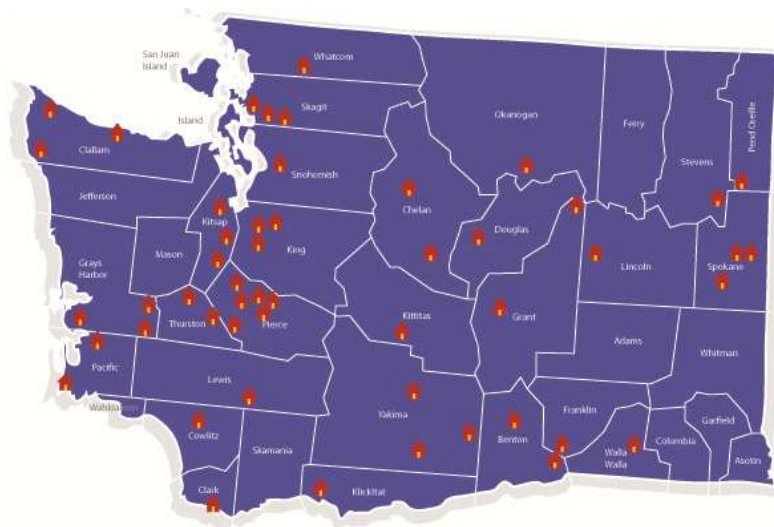 Whatcom
San Juan
Island
Skagit
Island
Okanogan
Ferry
Pend Oreille
Stevens
Clallam
Snohomish
Jefferson
Chelan
Kitsap
Douglas
King
Mason
Grays
Harbor
Lincoln
Spokane
Kittitas
Grant
Thurston
Pierce
Adams
Whitman
Pacific
Lewis
Wahkiakum
Yakima
Franklin
Garfield
Cowlitz
Skamania
Benton
Walla
Walla
Columbia
Asotin
Clark
Klickitat